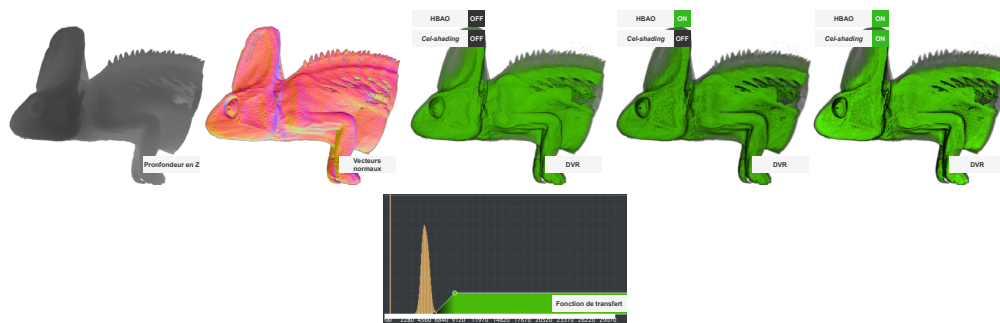 HBAO OFF
Cel-shading OFF
HBAO ON
Cel-shading OFF
HBAO ON
Cel-shading ON
Pronfondeur en Z
Vecteurs
normaux
DVR
DVR
DVR
Fonction de transfert